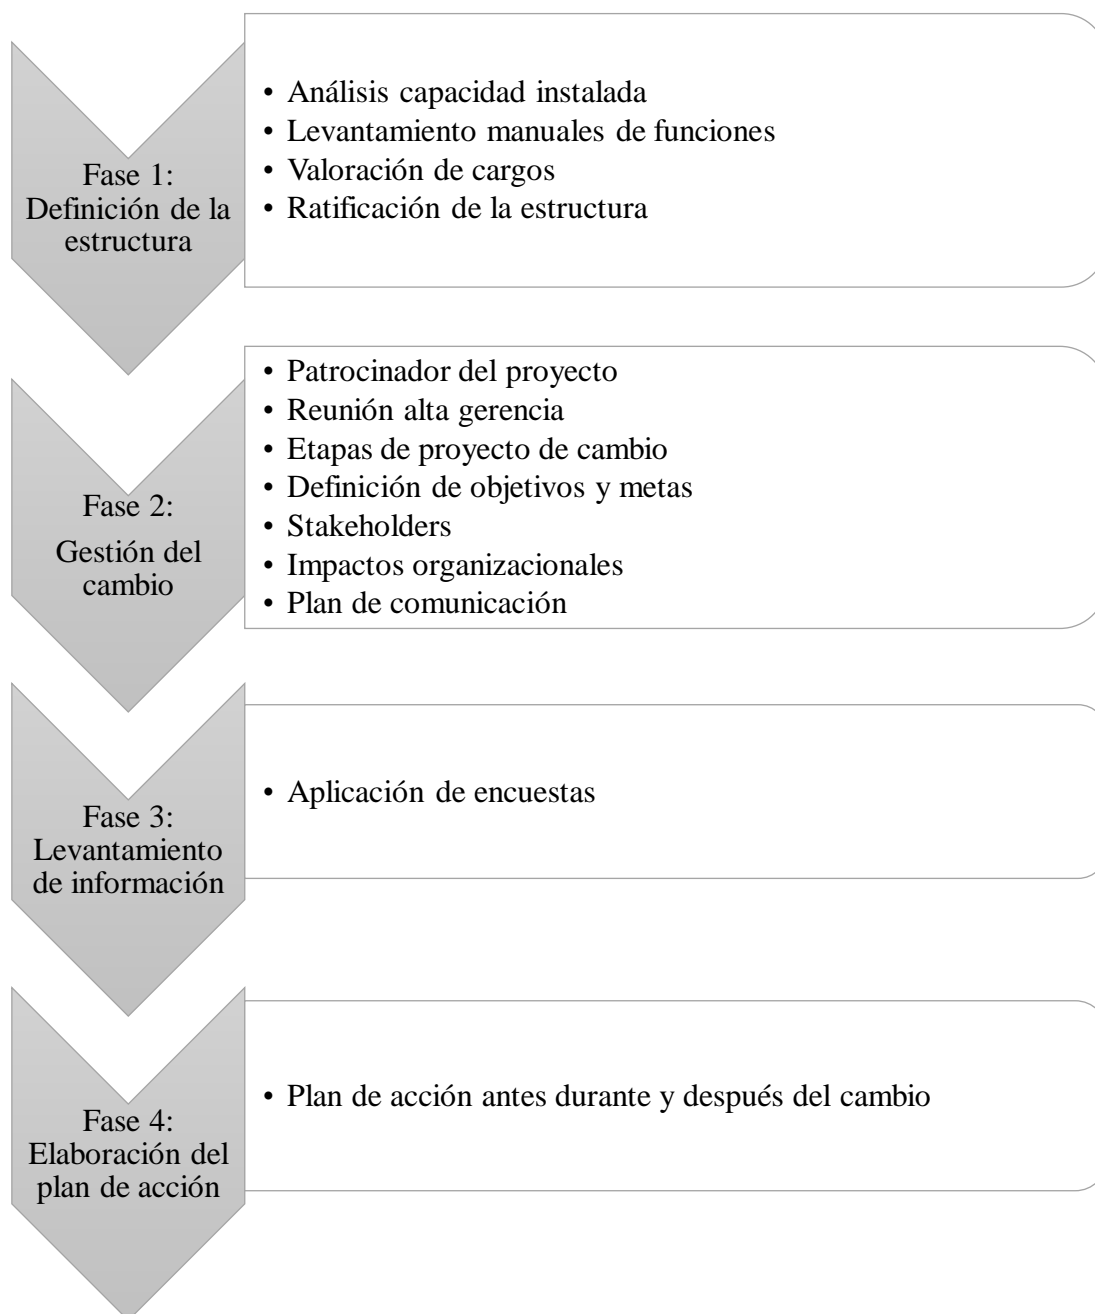 Fase 1:
Definición de la
estructura
• Análisis capacidad instalada
• Levantamiento manuales de funciones
• Valoración de cargos
• Ratificación de la estructura
Fase 2:
Gestión del
cambio
• Patrocinador del proyecto
• Reunión alta gerencia
• Etapas de proyecto de cambio
• Definición de objetivos y metas
• Stakeholders
• Impactos organizacionales
• Plan de comunicación
Fase 3:
Levantamiento
de información
• Aplicación de encuestas
Fase 4:
Elaboración del
plan de acción
• Plan de acción antes durante y después del cambio